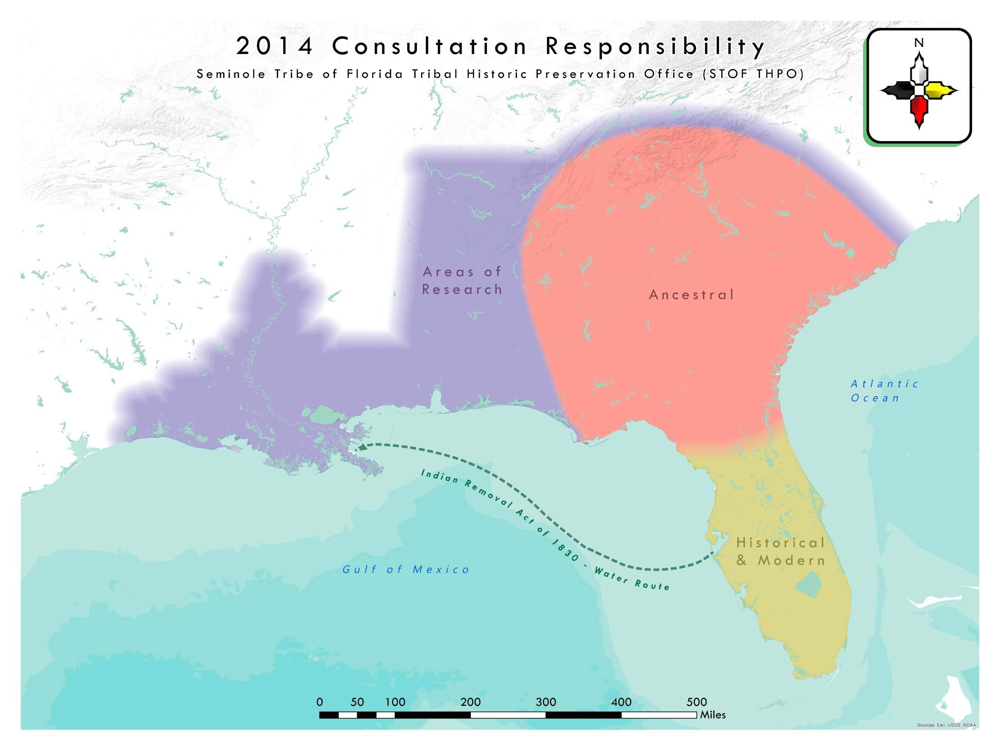 2014 Consultation Responsibility
Seminole Tribe of Florida Tribal Historic Preservation Office (STOF THPO)
N
Areas of
Research
Ancestral
Atlantic
Ocean
Indian Removal Act of 1830 - Water Route
Historical
& Modern
Gulf of Mexico
0 50 100 200 300 400 500
Miles
Sources: Esri, USGS, NOAA